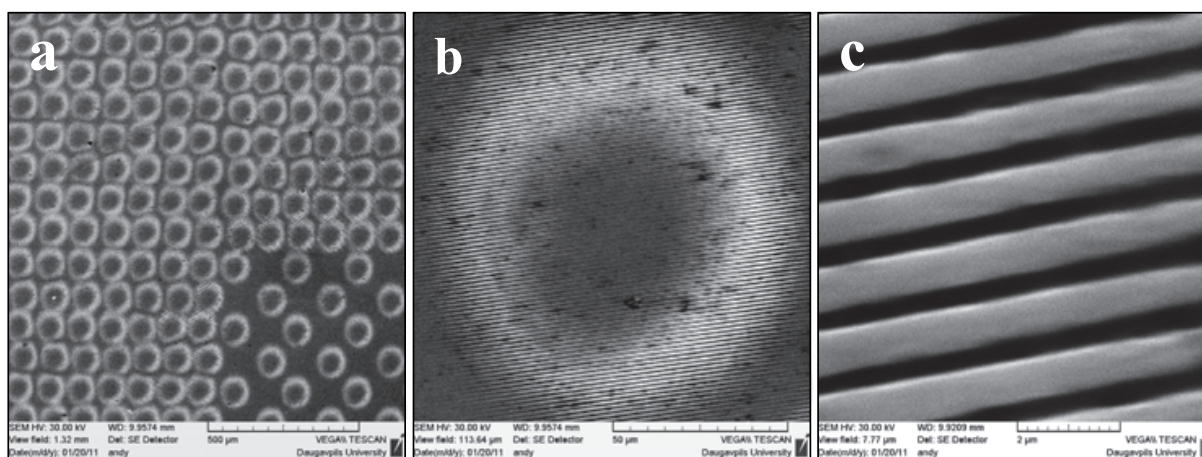 a
SEM HV: 30.00 kV WD: 9.9574 mm
View field: 1.32 mm Det: SE Detector 500 µm
Date(m/d/y): 01/20/11 andy
VEGA\\ TESCAN
Daugavpils University
b
SEM HV: 30.00 kV WD: 9.9574 mm
View field: 113.64 µm Det: SE Detector 50 µm
Date(m/d/y): 01/20/11 andy
VEGA\\ TESCAN
Daugavpils University
c
SEM HV: 30.00 kV WD: 9.9209 mm
View field: 7.77 µm Det: SE Detector 2 µm
Date(m/d/y): 01/20/11 andy
VEGA\\ TESCAN
Daugavpils University